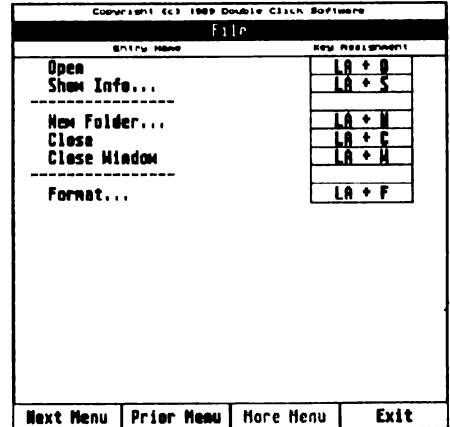 Copyright (c) 1989 Double Click Software
File
Entry Name Key Assignment
Open LA + O
Show Info... LA + S
--------------------
New Folder... LA + N
Close LA + C
Close Window LA + W
--------------------
Format... LA + F
Next Menu Prior Menu More Menu Exit